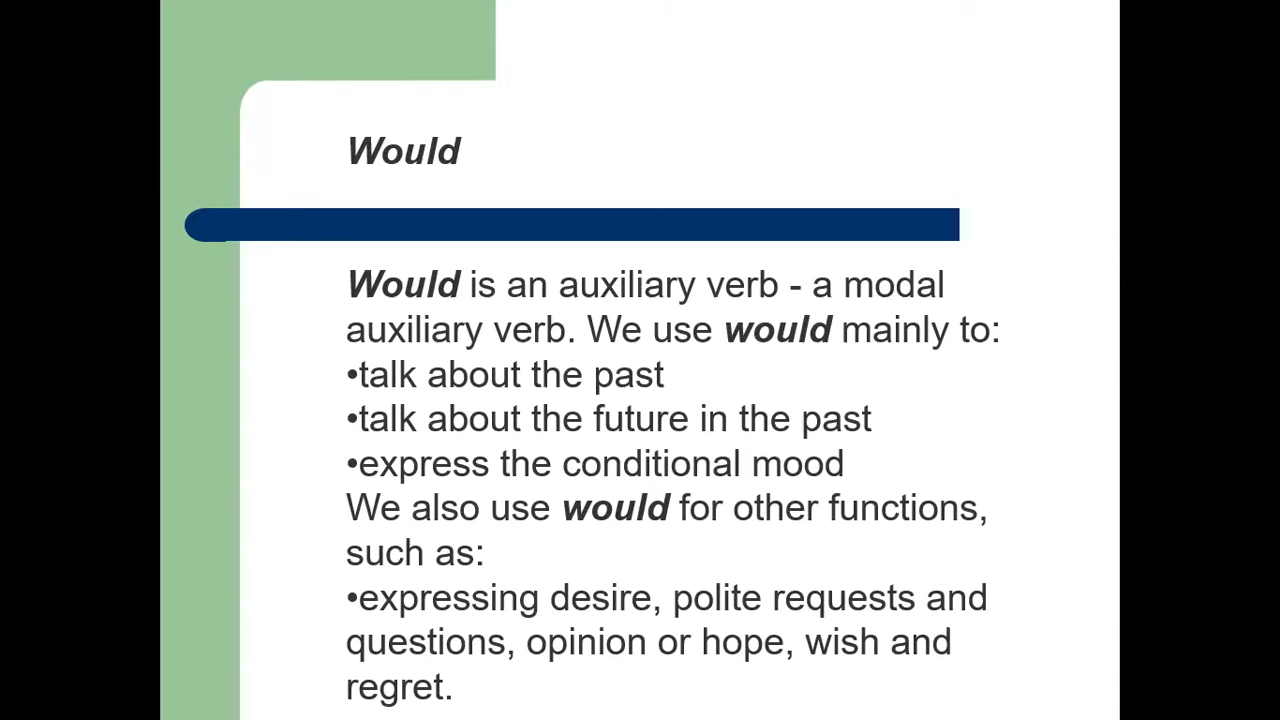 Would
Would is an auxiliary verb - a modal
auxiliary verb. We use would mainly to:
•talk about the past
•talk about the future in the past
•express the conditional mood
We also use would for other functions,
such as:
•expressing desire, polite requests and
questions, opinion or hope, wish and
regret.